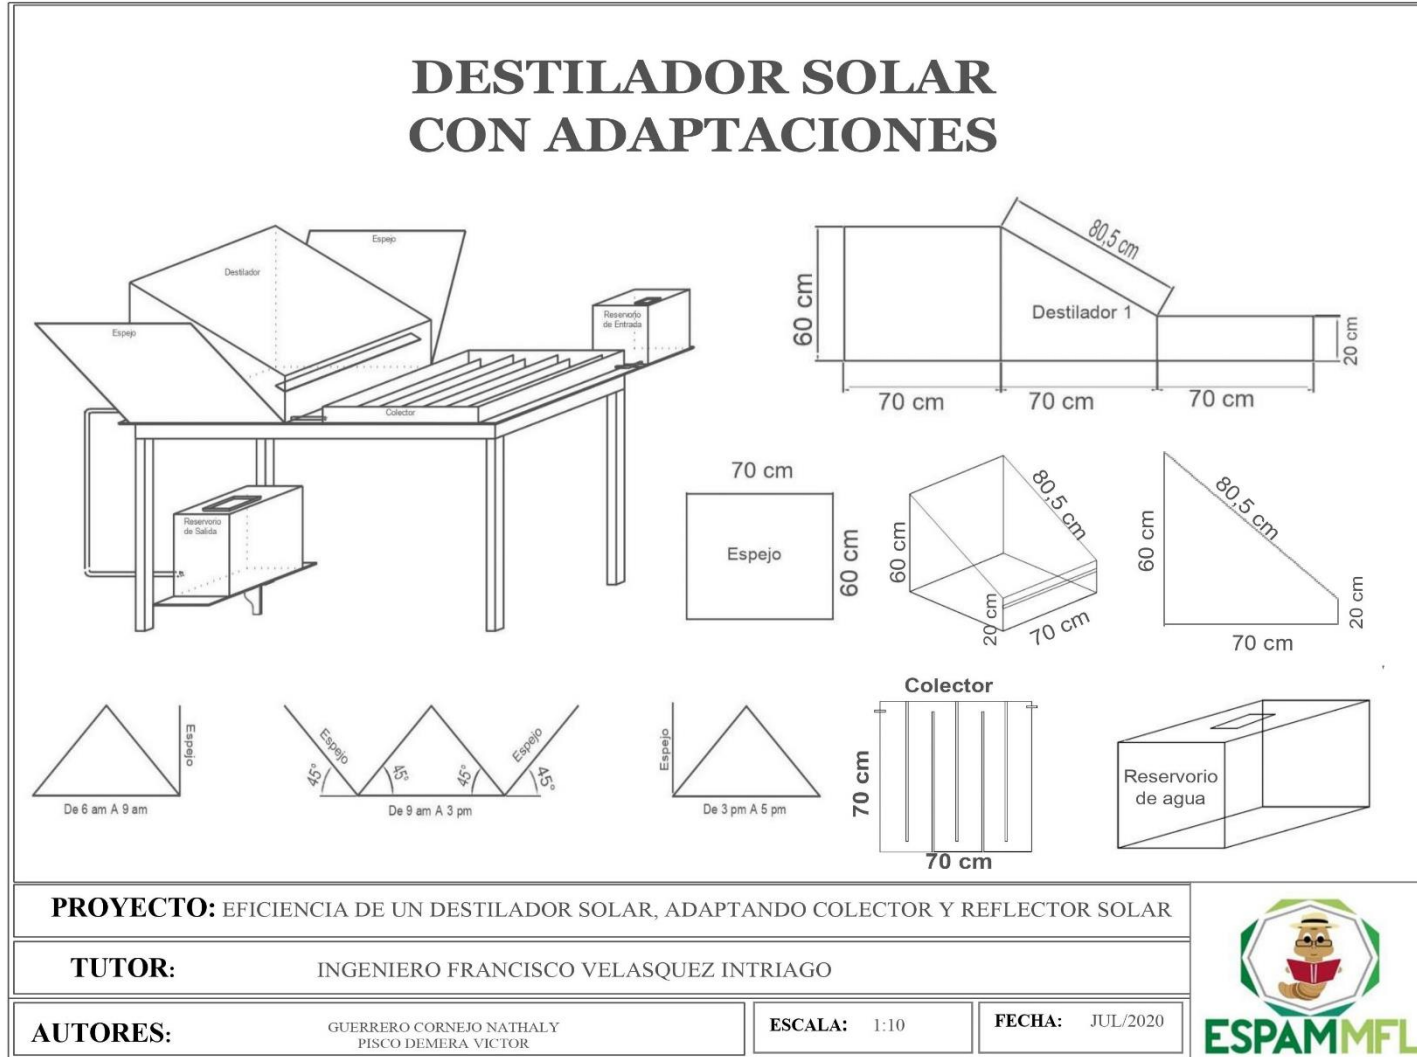 DESTILADOR SOLAR
CON ADAPTACIONES
Espejo
Destilador
Espejo
Reservorio
de Entrada
Colector
Reservorio
de Salida
80,5 cm
60 cm
Destilador 1
20 cm
70 cm
70 cm
70 cm
70 cm
Espejo
60 cm
80,5 cm
60 cm
20 cm
70 cm
80,5 cm
60 cm
20 cm
70 cm
Espejo
De 6 am A 9 am
Espejo
45°
45°
45°
Espejo
45°
De 9 am A 3 pm
Espejo
De 3 pm A 5 pm
Colector
70 cm
70 cm
Reservorio
de agua
PROYECTO: EFICIENCIA DE UN DESTILADOR SOLAR, ADAPTANDO COLECTOR Y REFLECTOR SOLAR
TUTOR: INGENIERO FRANCISCO VELASQUEZ INTRIAGO
AUTORES: GUERRERO CORNEJO NATHALY
PISCO DEMERA VICTOR
ESCALA: 1:10
FECHA: JUL/2020
ESPAMMFL